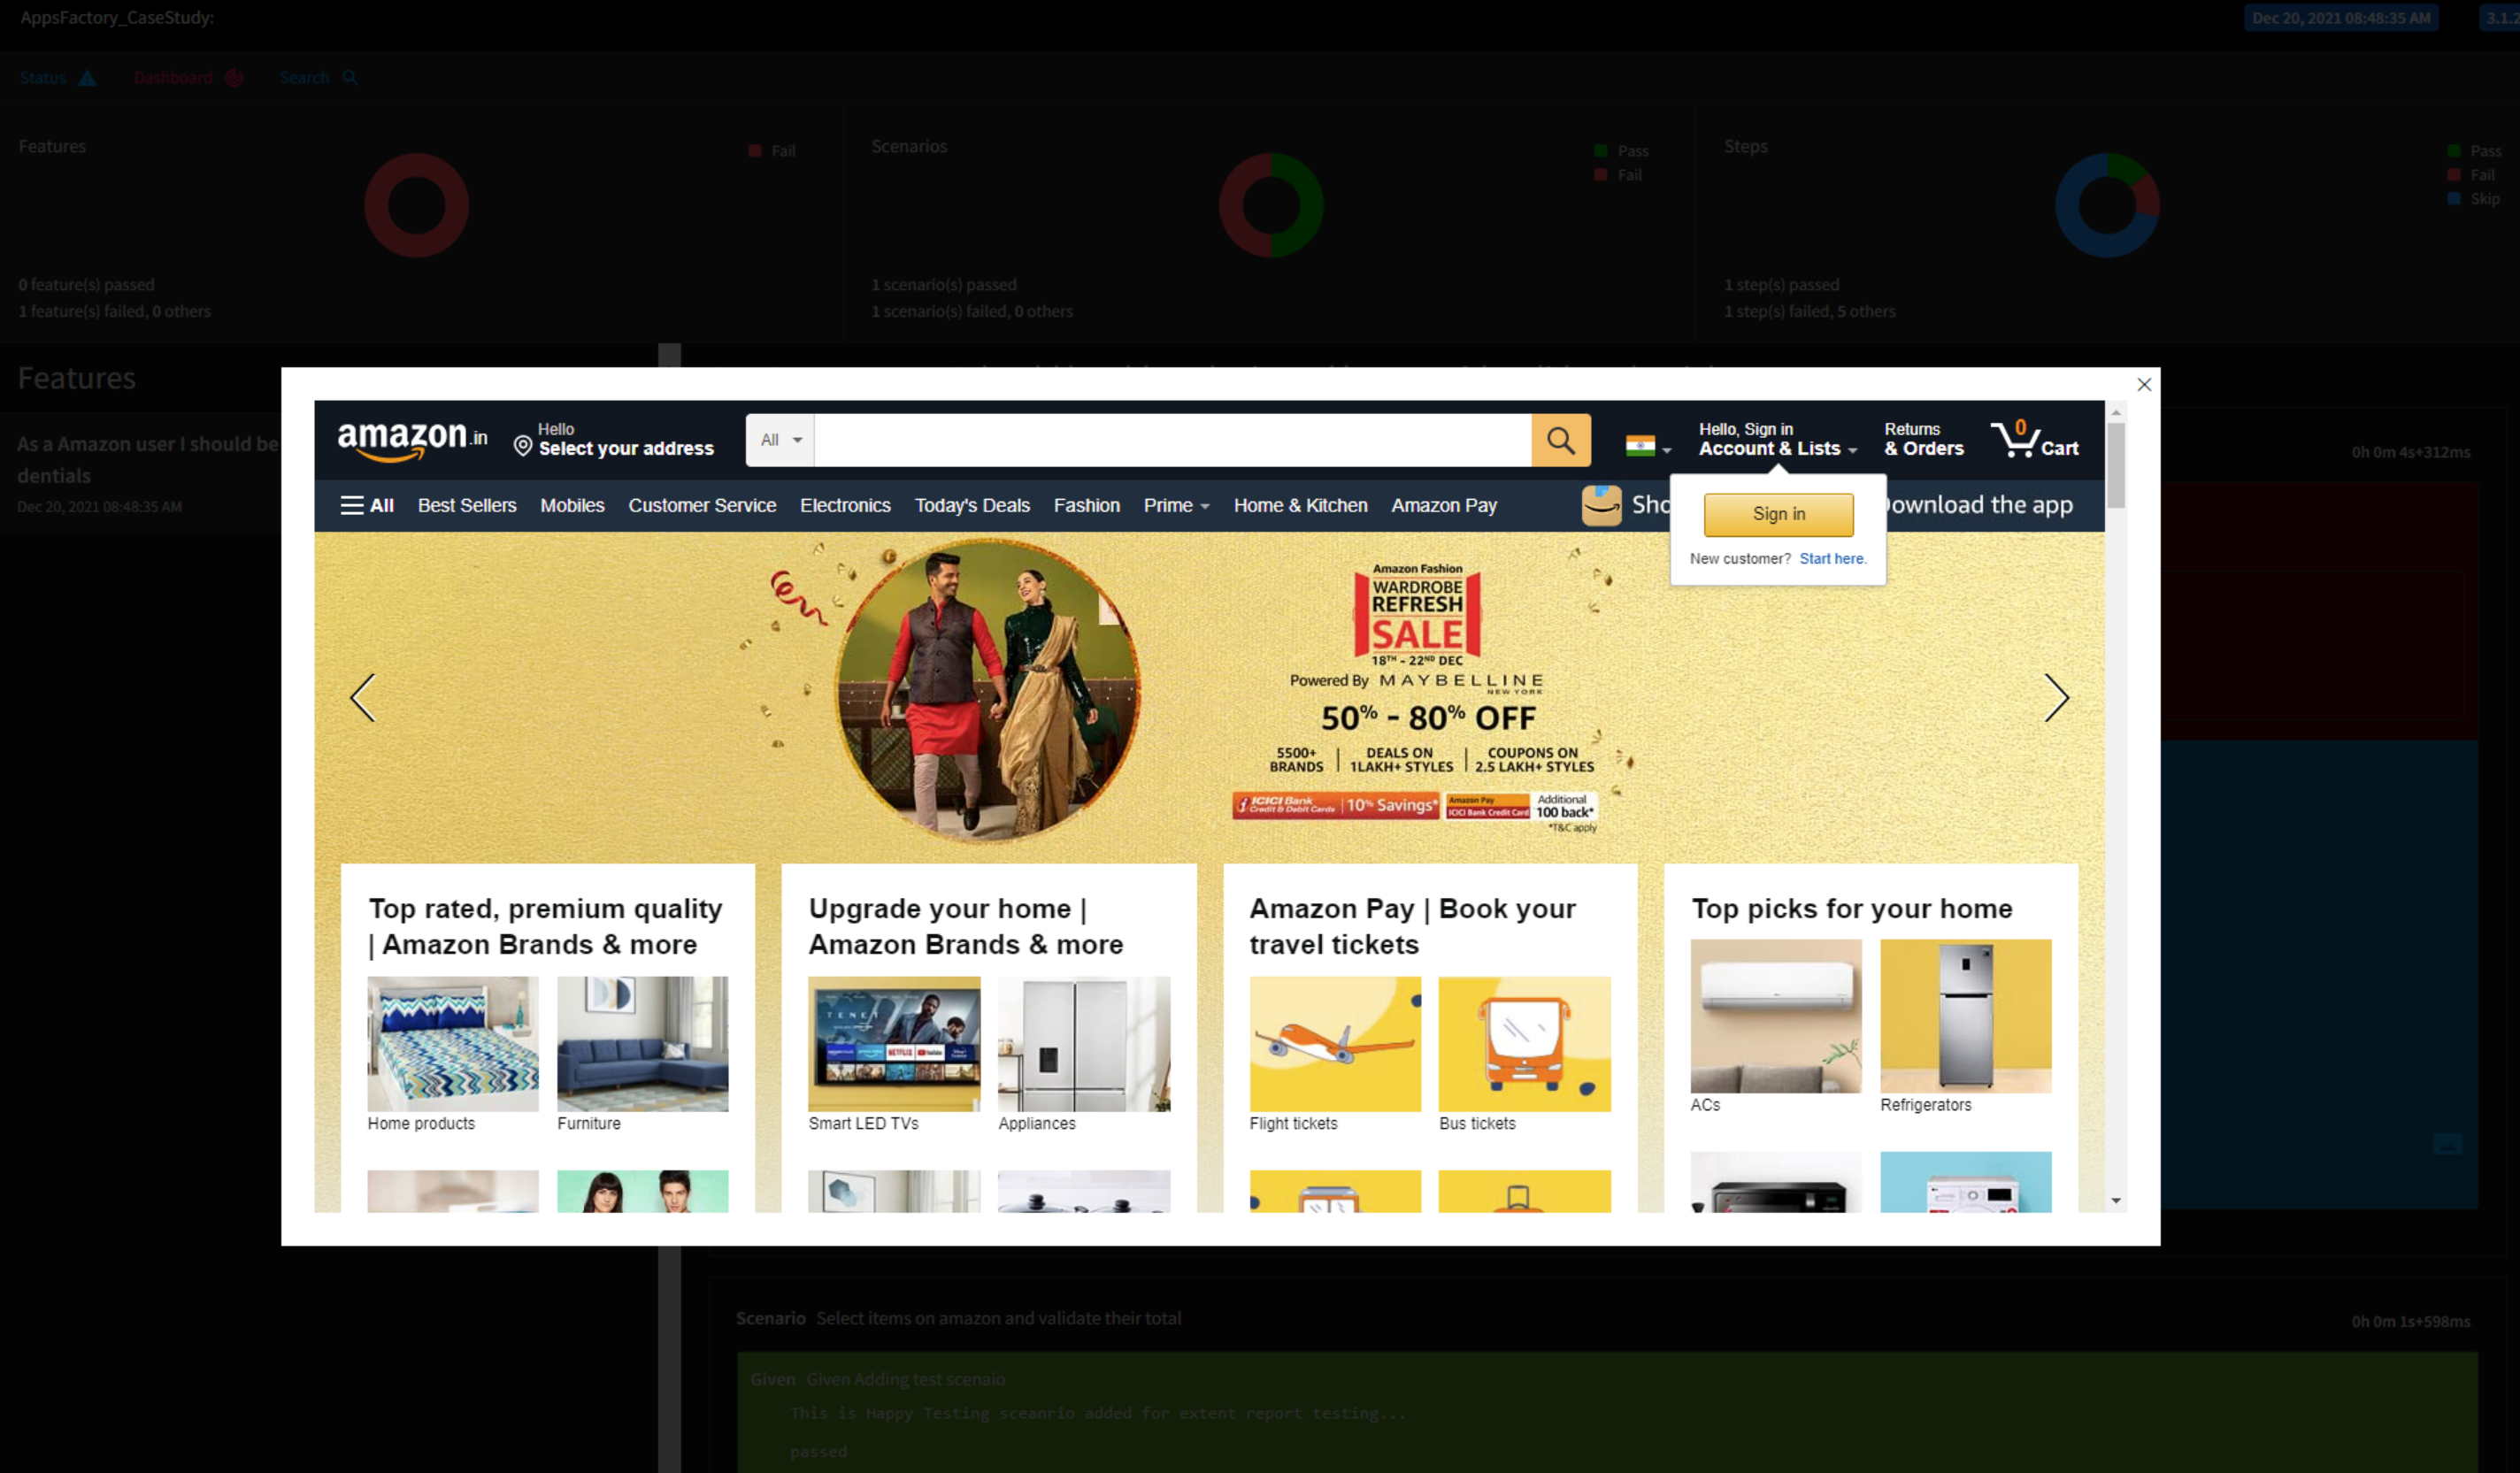 AppsFactory_CaseStudy:
Dec 20, 2021 08:48:35 AM
3.1.2
Status
Dashboard
Search
Features
Fail
0 feature(s) passed
1 feature(s) failed, 0 others
Scenarios
Pass
Fail
1 scenario(s) passed
1 scenario(s) failed, 0 others
Steps
Pass
Fail
Skip
1 step(s) passed
1 step(s) failed, 5 others
Features
As a Amazon user I should be
dentials
Dec 20, 2021 08:48:35 AM
0h 0m 4s+312ms
amazon.in
Hello
Select your address
All
Hello, Sign in
Account & Lists
Returns
& Orders
0
Cart
All
Best Sellers
Mobiles
Customer Service
Electronics
Today's Deals
Fashion
Prime
Home & Kitchen
Amazon Pay
Sho
ownload the app
Sign in
New customer? Start here.
Amazon Fashion
WARDROBE
REFRESH
SALE
18TH - 22ND DEC
Powered By MAYBELLINE
NEW YORK
50% - 80% OFF
5500+
BRANDS
DEALS ON
1LAKH+ STYLES
COUPONS ON
2.5 LAKH+ STYLES
ICICI Bank
Credit & Debit Cards
10% Savings*
Amazon Pay
ICICI Bank Credit Card
Additional
100 back*
*T&C apply
Top rated, premium quality
| Amazon Brands & more
Home products
Furniture
Upgrade your home |
Amazon Brands & more
TENET
NETFLIX
YouTube
Smart LED TVs
Appliances
Amazon Pay | Book your
travel tickets
Flight tickets
Bus tickets
Top picks for your home
ACs
Refrigerators
Scenario Select items on amazon and validate their total
0h 0m 1s+598ms
Given Given Adding test scenaio
This is Happy Testing sceanrio added for extent report testing...
passed